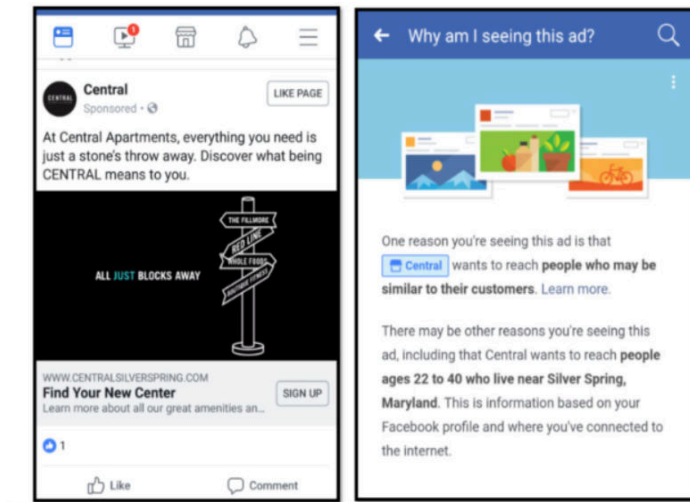 1
CENTRAL
Central
Sponsored ·
LIKE PAGE
At Central Apartments, everything you need is
just a stone's throw away. Discover what being
CENTRAL means to you.
ALL JUST BLOCKS AWAY
THE FILLMORE
RED LINE
WHOLE FOODS
BOUTIQUE FITNESS
WWW.CENTRALSILVERSPRING.COM
Find Your New Center
Learn more about all our great amenities an...
SIGN UP
1
Like
Comment
Why am I seeing this ad?
One reason you're seeing this ad is that
Central wants to reach people who may be
similar to their customers. Learn more.
There may be other reasons you're seeing this
ad, including that Central wants to reach people
ages 22 to 40 who live near Silver Spring,
Maryland. This is information based on your
Facebook profile and where you've connected to
the internet.